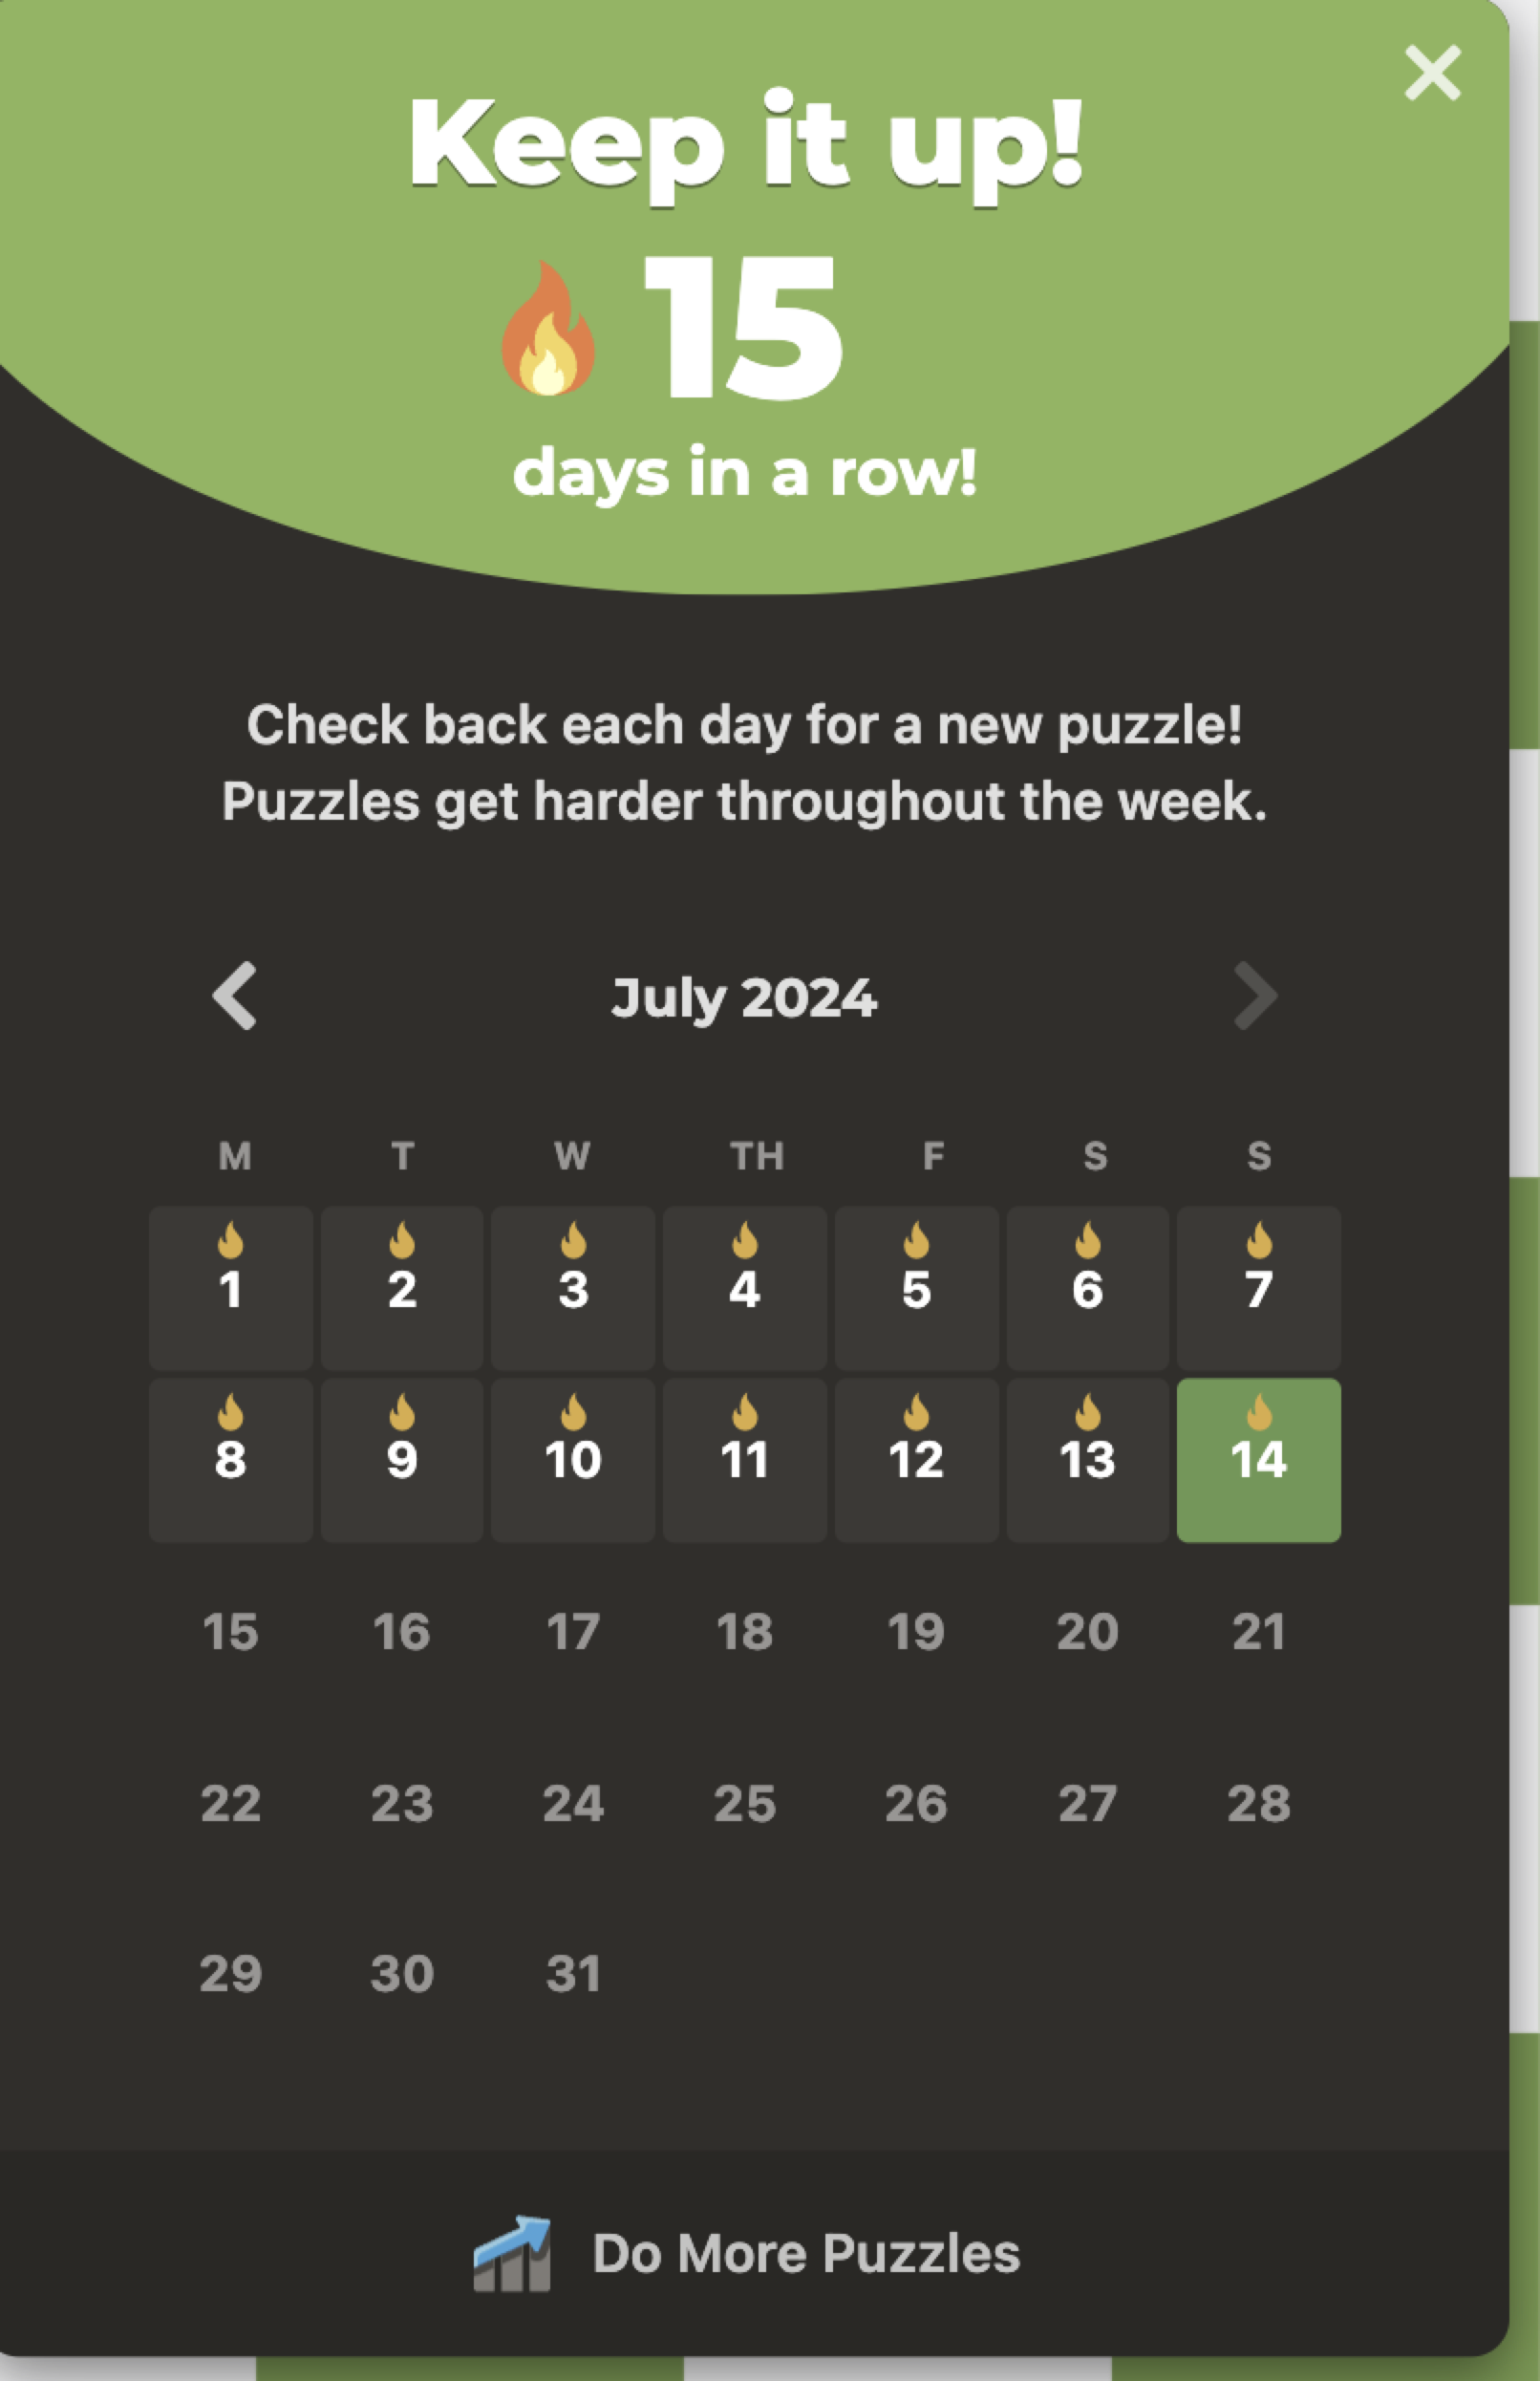 Keep it up!
15
days in a row!
Check back each day for a new puzzle!
Puzzles get harder throughout the week.
July 2024
M T W TH F S S
1 2 3 4 5 6 7
8 9 10 11 12 13 14
15 16 17 18 19 20 21
22 23 24 25 26 27 28
29 30 31
Do More Puzzles